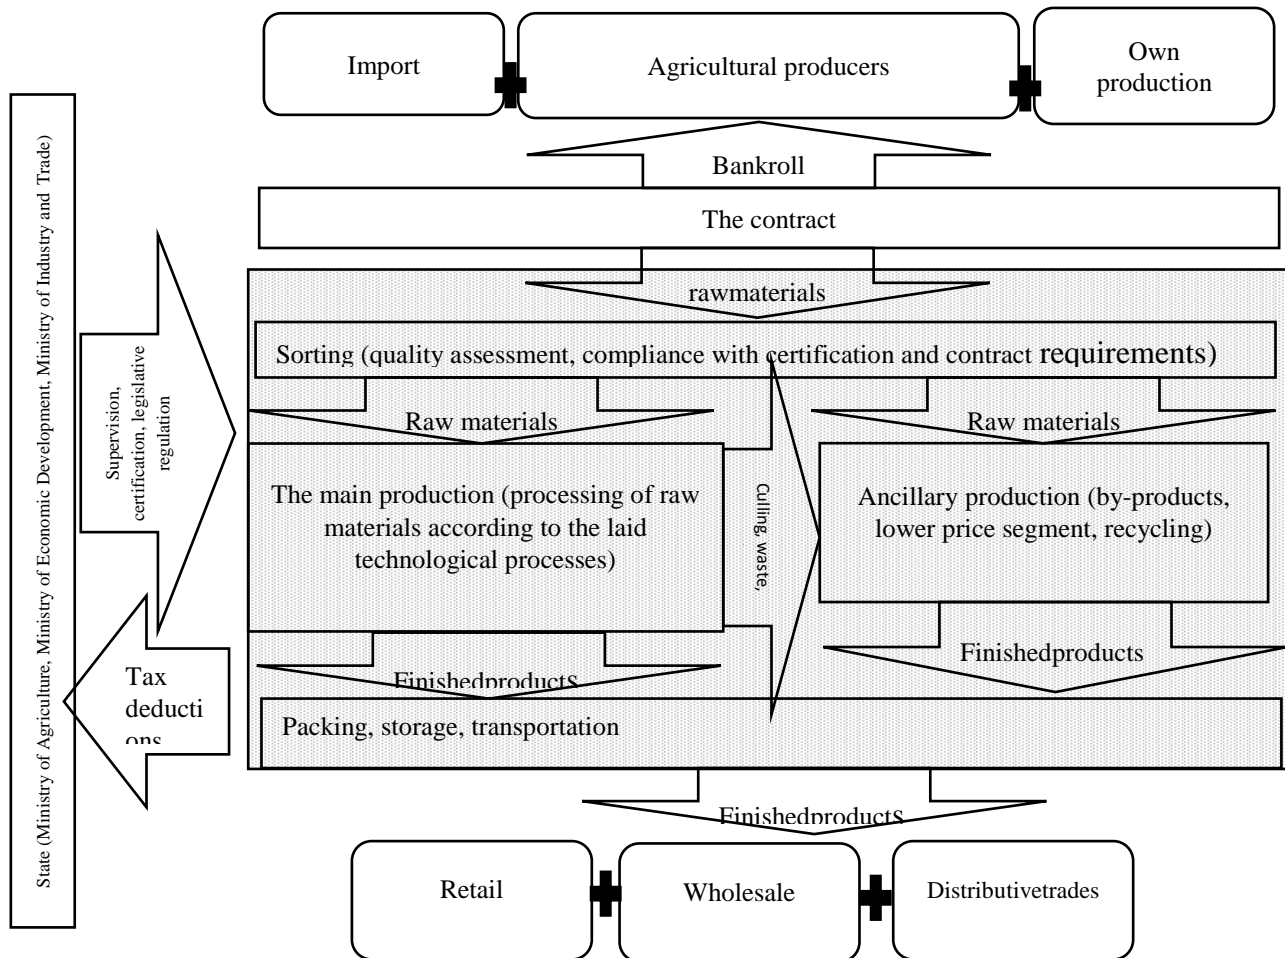 Import
Agricultural producers
Own
production
Bankroll
The contract
rawmaterials
Sorting (quality assessment, compliance with certification and contract requirements)
Raw materials
Raw materials
The main production (processing of raw
materials according to the laid
technological processes)
Culling, waste,
Ancillary production (by-products,
lower price segment, recycling)
Finishedproducts
Finishedproducts
Packing, storage, transportation
Finishedproducts
Retail
Wholesale
Distributivetrades
State (Ministry of Agriculture, Ministry of Economic Development, Ministry of Industry and Trade)
Supervision,
certification, legislative
regulation
Tax
deducti
ons